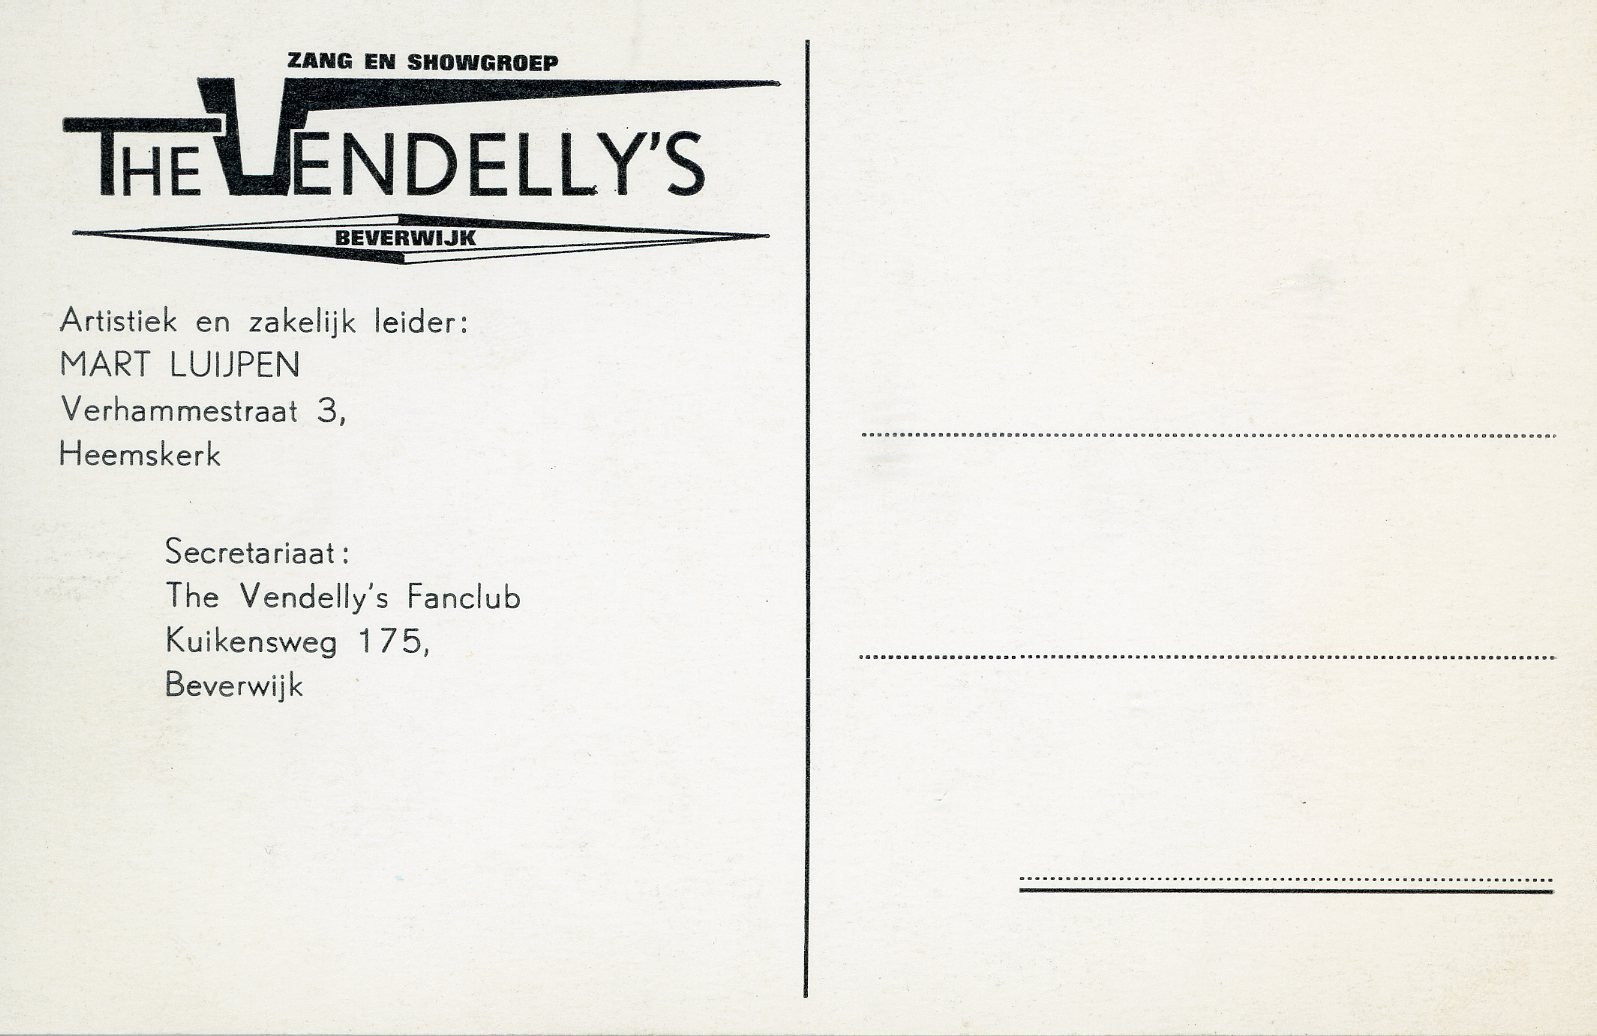 ZANG EN SHOWGROEP
THE VENDELLY'S
BEVERWIJK
Artistiek en zakelijk leider:
MART LUIJPEN
Verhammestraat 3,
Heemskerk
Secretariaat:
The Vendelly's Fanclub
Kuikensweg 175,
Beverwijk